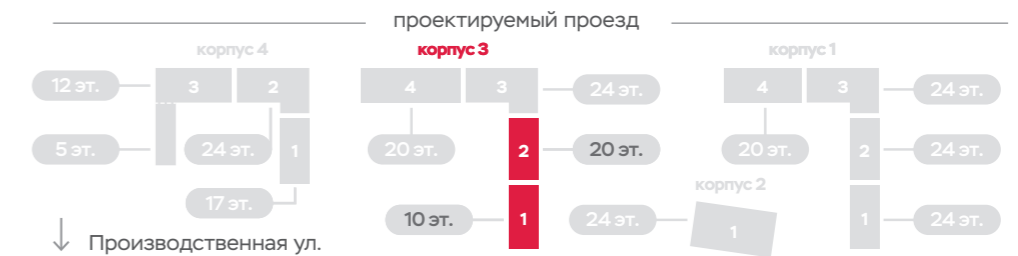 проектируемый проезд
корпус 4
корпус 3
корпус 1
12 эт.
3
2
4
3
24 эт.
4
3
24 эт.
5 эт.
24 эт.
1
20 эт.
2
20 эт.
20 эт.
2
24 эт.
корпус 2
17 эт.
10 эт.
1
24 эт.
1
1
24 эт.
Производственная ул.